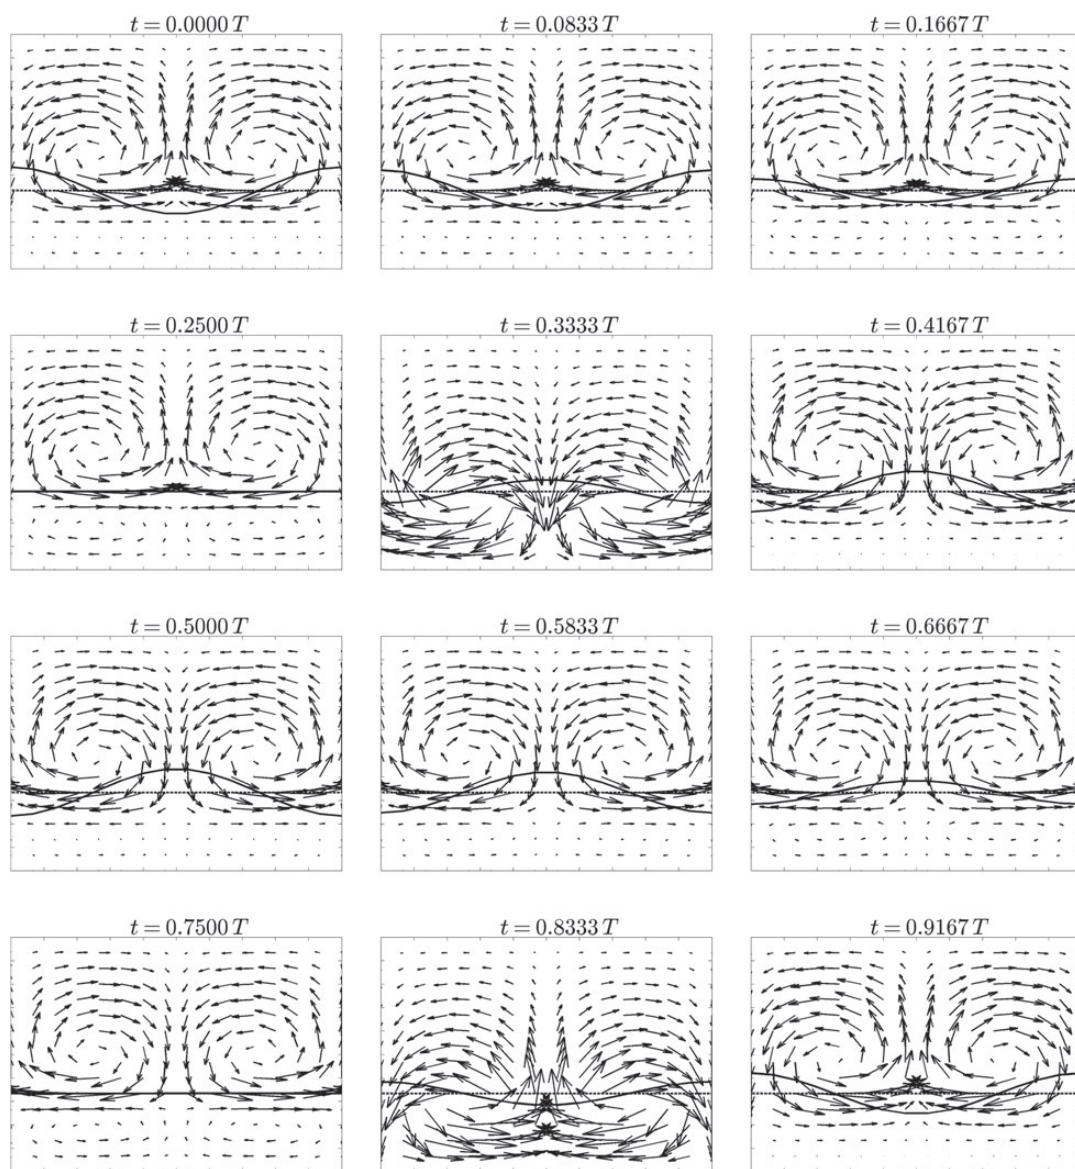 t = 0.0000 T
t = 0.0833 T
t = 0.1667 T
t = 0.2500 T
t = 0.3333 T
t = 0.4167 T
t = 0.5000 T
t = 0.5833 T
t = 0.6667 T
t = 0.7500 T
t = 0.8333 T
t = 0.9167 T